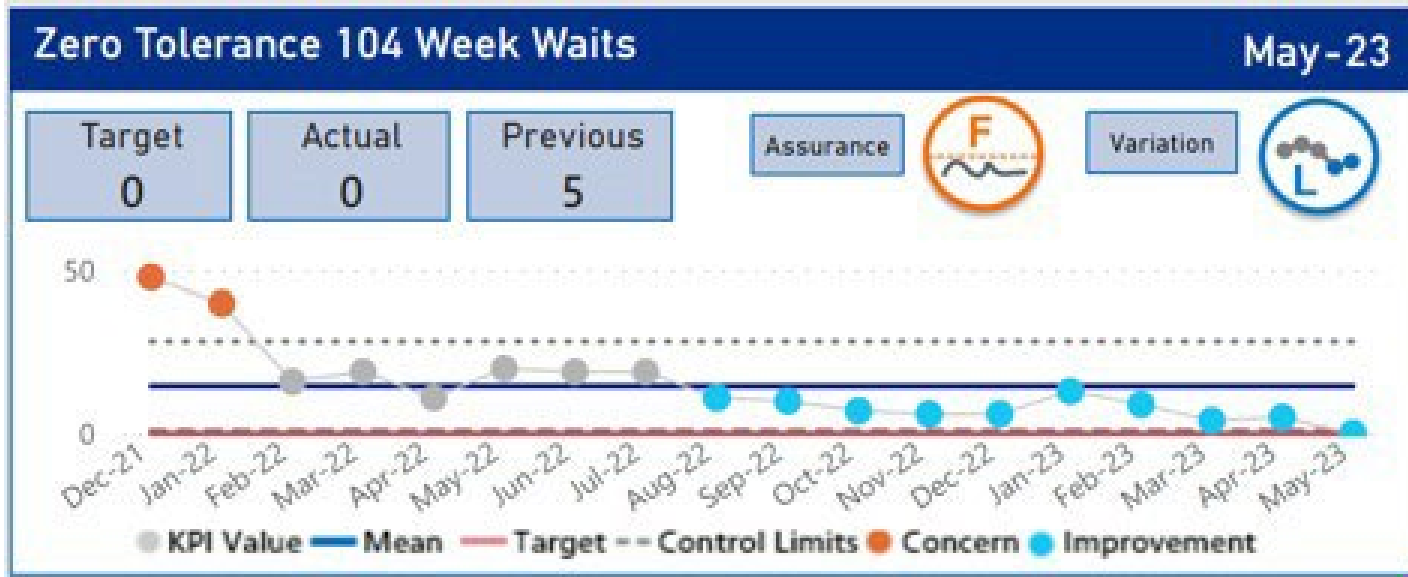 Zero Tolerance 104 Week Waits May-23
Target Actual Previous Assurance F Variation L
0 0 5
50
0
Dec-21 Jan-22 Feb-22 Mar-22 Apr-22 May-22 Jun-22 Jul-22 Aug-22 Sep-22 Oct-22 Nov-22 Dec-22 Jan-23 Feb-23 Mar-23 Apr-23 May-23
KPI Value Mean Target Control Limits Concern Improvement